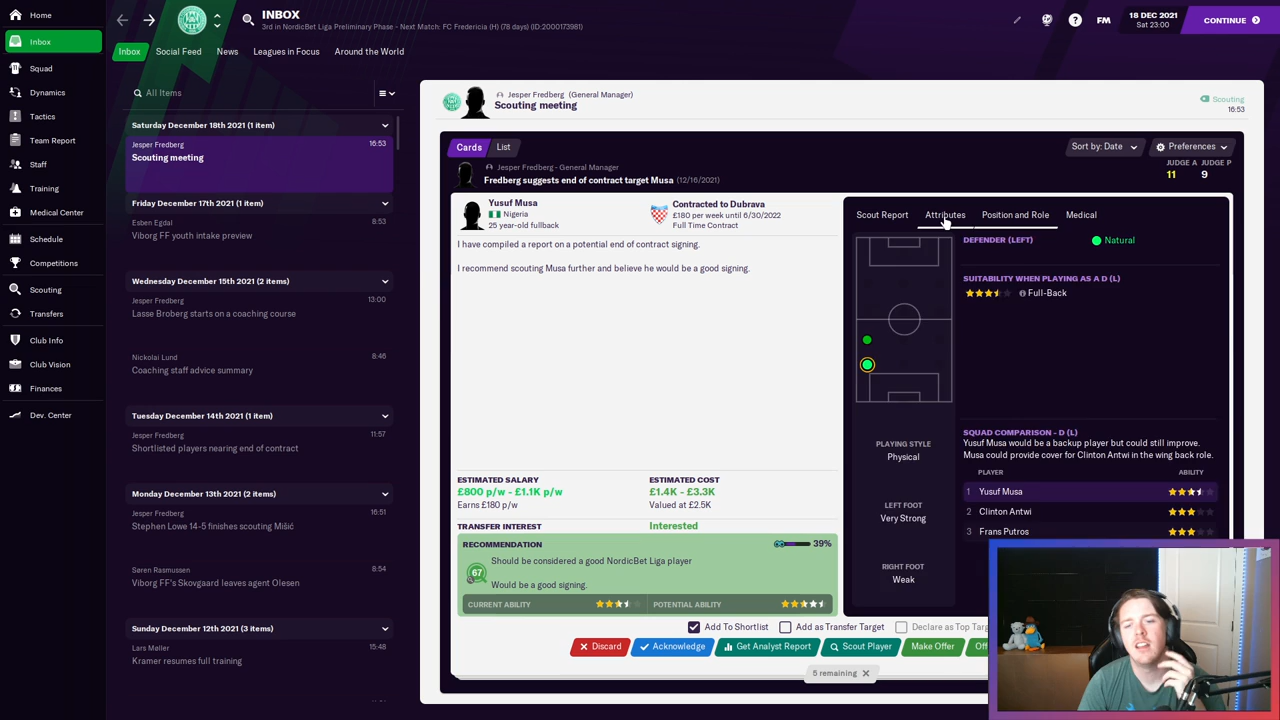 Home
Inbox
Squad
Dynamics
Tactics
Team Report
Staff
Training
Medical Center
Schedule
Competitions
Scouting
Transfers
Club Info
Club Vision
Finances
Dev. Center
INBOX
3rd in NordicBet Liga Preliminary Phase - Next Match: FC Fredericia (H) (78 days) (ID:2000173981)
FM
18 DEC 2021
Sat 23:00
CONTINUE
Inbox
Social Feed
News
Leagues in Focus
Around the World
All Items
Saturday December 18th 2021 (1 item)
Jesper Fredberg 16:53
Scouting meeting
Friday December 17th 2021 (1 item)
Esben Egdal 8:53
Viborg FF youth intake preview
Wednesday December 15th 2021 (2 items)
Jesper Fredberg 13:00
Lasse Broberg starts on a coaching course
Nickolai Lund 8:46
Coaching staff advice summary
Tuesday December 14th 2021 (1 item)
Jesper Fredberg 11:57
Shortlisted players nearing end of contract
Monday December 13th 2021 (2 items)
Jesper Fredberg 16:51
Stephen Lowe 14-5 finishes scouting Mišić
Søren Rasmussen 8:54
Viborg FF's Skovgaard leaves agent Olesen
Sunday December 12th 2021 (3 items)
Lars Møller 15:48
Kramer resumes full training
Jesper Fredberg (General Manager)
Scouting meeting
Scouting
16:53
Cards
List
Sort by: Date
Preferences
Jesper Fredberg - General Manager
Fredberg suggests end of contract target Musa (12/16/2021)
JUDGE A JUDGE P
11 9
Yusuf Musa
Nigeria
25 year-old fullback
Contracted to Dubrava
£180 per week until 6/30/2022
Full Time Contract
I have compiled a report on a potential end of contract signing.
I recommend scouting Musa further and believe he would be a good signing.
ESTIMATED SALARY
£800 p/w - £1.1K p/w
Earns £180 p/w
ESTIMATED COST
£1.4K - £3.3K
Valued at £2.5K
TRANSFER INTEREST
Interested
RECOMMENDATION
39%
67
Should be considered a good NordicBet Liga player
Would be a good signing.
CURRENT ABILITY
POTENTIAL ABILITY
Scout Report
Attributes
Position and Role
Medical
DEFENDER (LEFT)
Natural
SUITABILITY WHEN PLAYING AS A D (L)
Full-Back
PLAYING STYLE
Physical
LEFT FOOT
Very Strong
RIGHT FOOT
Weak
SQUAD COMPARISON - D (L)
Yusuf Musa would be a backup player but could still improve.
Musa could provide cover for Clinton Antwi in the wing back role.
PLAYER ABILITY
1 Yusuf Musa
2 Clinton Antwi
3 Frans Putros
Add To Shortlist
Add as Transfer Target
Declare as Top Targ
Discard
Acknowledge
Get Analyst Report
Scout Player
Make Offer
Off
5 remaining